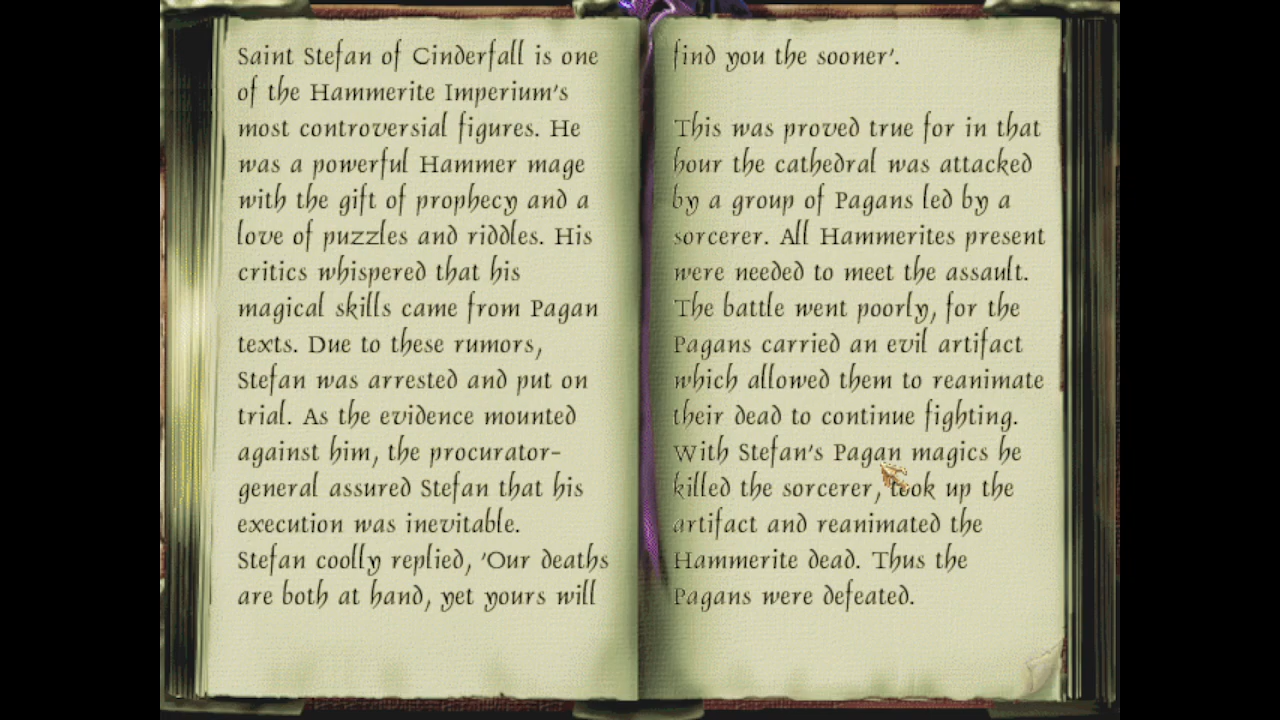 Saint Stefan of Cinderfall is one
of the Hammerite Imperium's
most controversial figures. He
was a powerful Hammer mage
with the gift of prophecy and a
love of puzzles and riddles. His
critics whispered that his
magical skills came from Pagan
texts. Due to these rumors,
Stefan was arrested and put on
trial. As the evidence mounted
against him, the procurator-
general assured Stefan that his
execution was inevitable.
Stefan coolly replied, 'Our deaths
are both at hand, yet yours will
find you the sooner'.
This was proved true for in that
hour the cathedral was attacked
by a group of Pagans led by a
sorcerer. All Hammerites present
were needed to meet the assault.
The battle went poorly, for the
Pagans carried an evil artifact
which allowed them to reanimate
their dead to continue fighting.
With Stefan's Pagan magics he
killed the sorcerer, took up the
artifact and reanimated the
Hammerite dead. Thus the
Pagans were defeated.